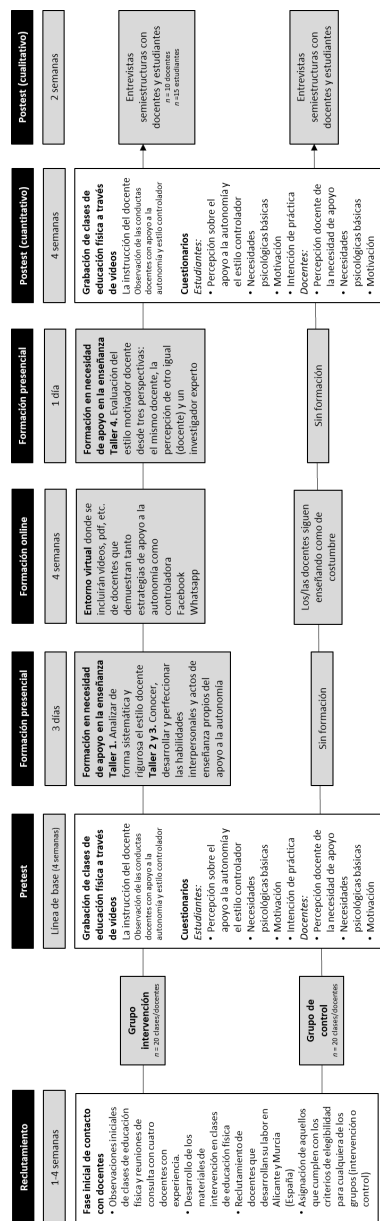 Reclutamiento
1-4 semanas
Fase inicial de contacto
con docentes
• Observaciones iniciales
de clases de educación
física y reuniones de
consulta con cuatro
docentes con
experiencia.
• Desarrollo de los
materiales de
intervención en clases
de educación física
• Reclutamiento de
docentes que
desarrollan su labor en
Alicante y Murcia
(España)
• Asignación de aquellos
que cumplen con los
criterios de elegibilidad
para cualquiera de los
grupos (intervención o
control)
Grupo
intervención
n = 20 clases/docentes
Grupo de
control
n = 20 clases/docentes
Pretest
Línea de base (4 semanas)
Grabación de clases de
educación física a través
de vídeos
La instrucción del docente
Observación de las conductas
docentes con apoyo a la
autonomía y estilo controlador
Cuestionarios
Estudiantes:
• Percepción sobre el
apoyo a la autonomía y
el estilo controlador
• Necesidades
psicológicas básicas
• Motivación
• Intención de práctica
Docentes:
• Percepción docente de
la necesidad de apoyo
• Necesidades
psicológicas básicas
• Motivación
Formación presencial
3 días
Formación en necesidad
de apoyo en la enseñanza
Taller 1. Analizar de
forma sistemática y
rigurosa el estilo docente
Taller 2 y 3. Conocer,
desarrollar y perfeccionar
las habilidades
interpersonales y actos de
enseñanza propios del
apoyo a la autonomía
Sin formación
Formación online
4 semanas
Entorno virtual donde se
incluirán vídeos, pdf, etc.
de docentes que
demuestran tanto
estrategias de apoyo a la
autonomía como
controladora
Facebook
Whatsapp
Los/las docentes siguen
enseñando como de
costumbre
Formación presencial
1 día
Formación en necesidad
de apoyo en la enseñanza
Taller 4. Evaluación del
estilo motivador docente
desde tres perspectivas:
el mismo docente, la
percepción de otro igual
(docente) y un
investigador experto
Sin formación
Postest (cuantitativo)
4 semanas
Grabación de clases de
educación física a través
de vídeos
La instrucción del docente
Observación de las conductas
docentes con apoyo a la
autonomía y estilo controlador
Cuestionarios
Estudiantes:
• Percepción sobre el
apoyo a la autonomía y
el estilo controlador
• Necesidades
psicológicas básicas
• Motivación
• Intención de práctica
Docentes:
• Percepción docente de
la necesidad de apoyo
• Necesidades
psicológicas básicas
• Motivación
Postest (cualitativo)
2 semanas
Entrevistas
semiestructuras con
docentes y estudiantes
n = 10 docentes
n =15 estudiantes
Entrevistas
semiestructuras con
docentes y estudiantes